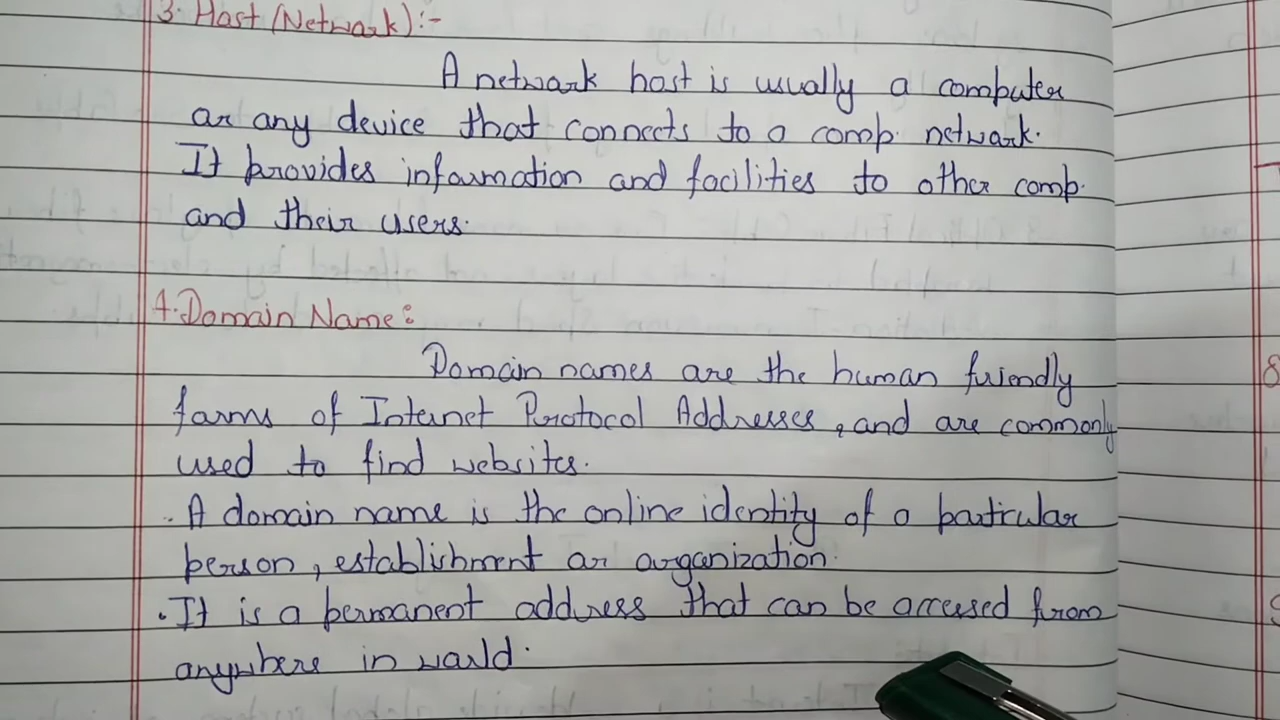 3. Host (Network):-
A network host is usually a computer
or any device that connects to a comp. network.
It provides information and facilities to other comp.
and their users.
4. Domain Name:
Domain names are the human friendly
forms of Internet Protocol Addresses, and are commonly
used to find websites.
. A domain name is the online identity of a particular
person, establishment or organization.
. It is a permanent address that can be accessed from
anywhere in world.
8